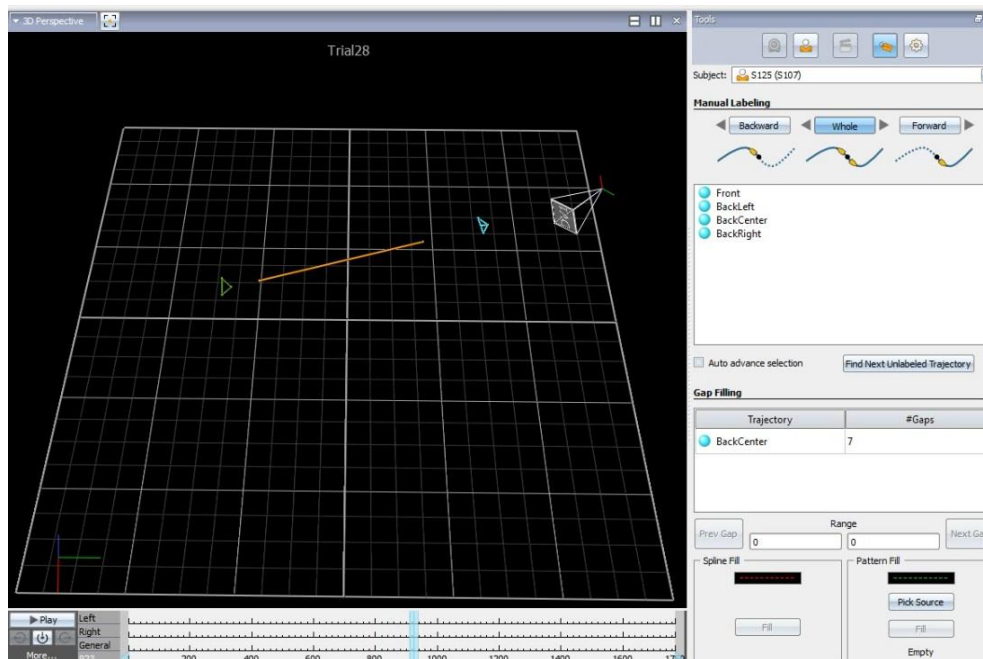 3D Perspective
Trial28
Tools
Subject: S125 (S107)
Manual Labeling
Backward Whole Forward
Front
BackLeft
BackCenter
BackRight
Auto advance selection Find Next Unlabeled Trajectory
Gap Filling
Trajectory #Gaps
BackCenter 7
Range
Prev Gap 0 0 Next Ga
Spline Fill Pattern Fill
Pick Source
Fill Fill
Empty
Play Left
Right
General
More... 200 400 600 800 1000 1200 1400 1600